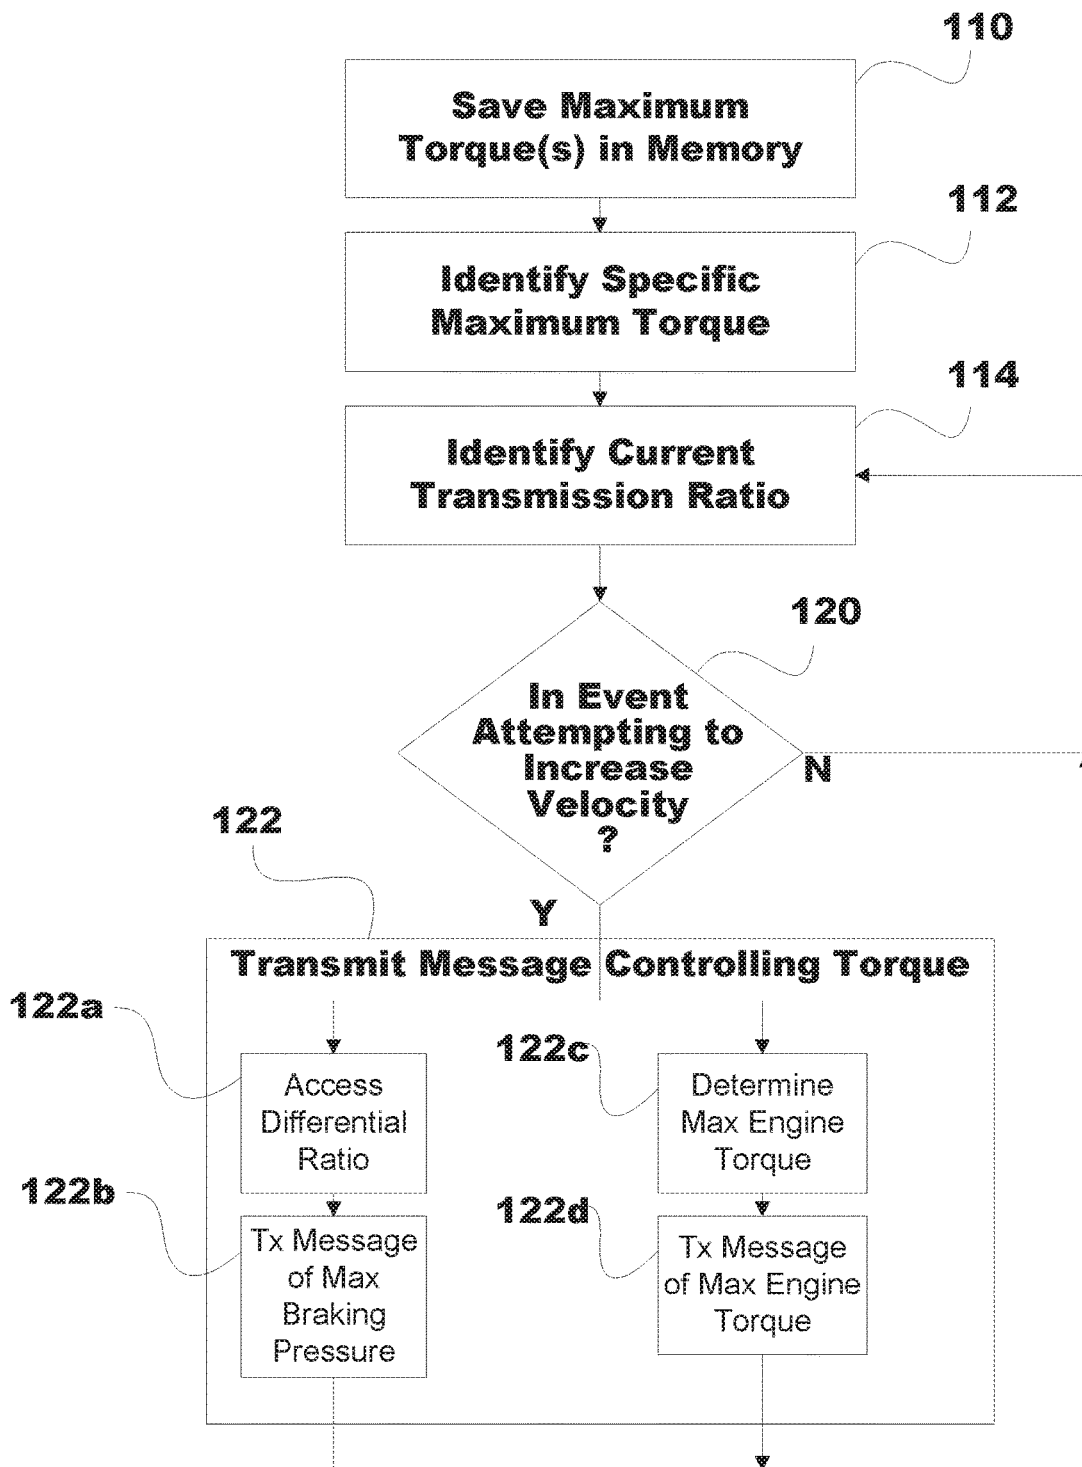 110
Save Maximum
Torque(s) in Memory
112
Identify Specific
Maximum Torque
114
Identify Current
Transmission Ratio
120
In Event
Attempting to
Increase
Velocity
?
N
122
Y
Transmit Message Controlling Torque
122a
Access
Differential
Ratio
122b
Tx Message
of Max
Braking
Pressure
122c
Determine
Max Engine
Torque
122d
Tx Message
of Max Engine
Torque